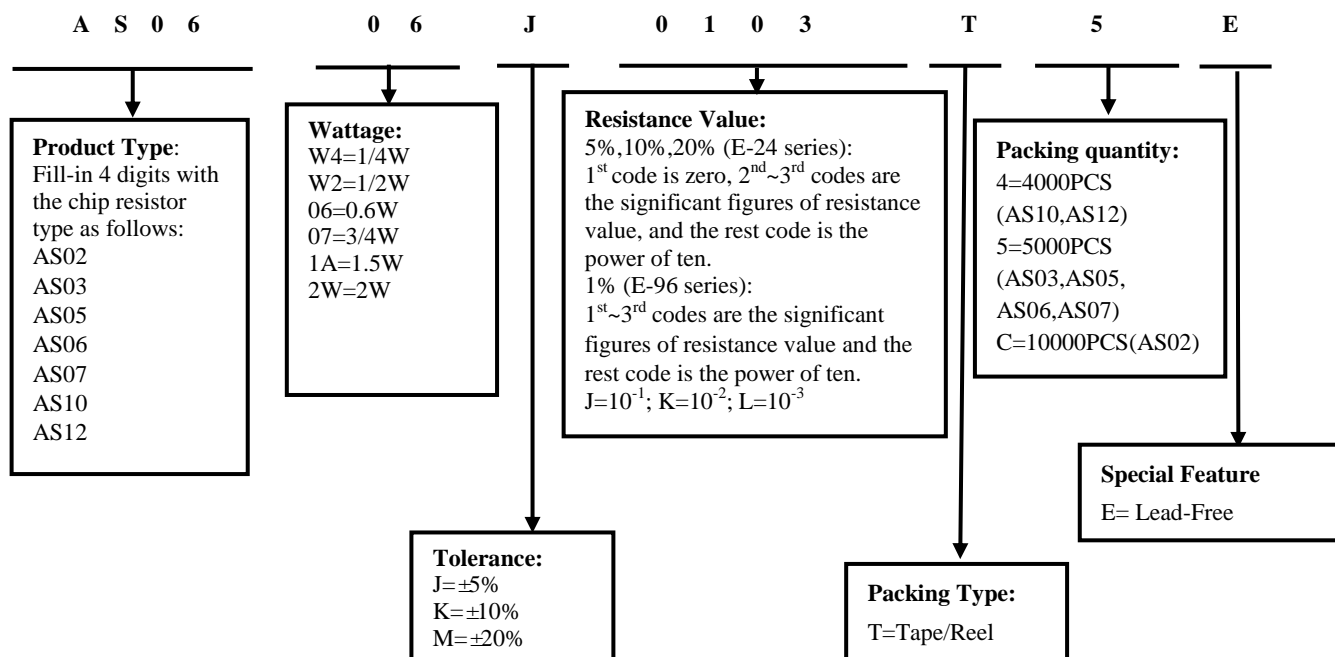 A S 0 6 0 6 J 0 1 0 3 T 5 E
Product Type:
Fill-in 4 digits with
the chip resistor
type as follows:
AS02
AS03
AS05
AS06
AS07
AS10
AS12
Wattage:
W4=1/4W
W2=1/2W
06=0.6W
07=3/4W
1A=1.5W
2W=2W
Resistance Value:
5%,10%,20% (E-24 series):
1st code is zero, 2nd~3rd codes are
the significant figures of resistance
value, and the rest code is the
power of ten.
1% (E-96 series):
1st~3rd codes are the significant
figures of resistance value and the
rest code is the power of ten.
J=10-1; K=10-2; L=10-3
Packing quantity:
4=4000PCS
(AS10,AS12)
5=5000PCS
(AS03,AS05,
AS06,AS07)
C=10000PCS(AS02)
Special Feature
E= Lead-Free
Tolerance:
J=±5%
K=±10%
M=±20%
Packing Type:
T=Tape/Reel